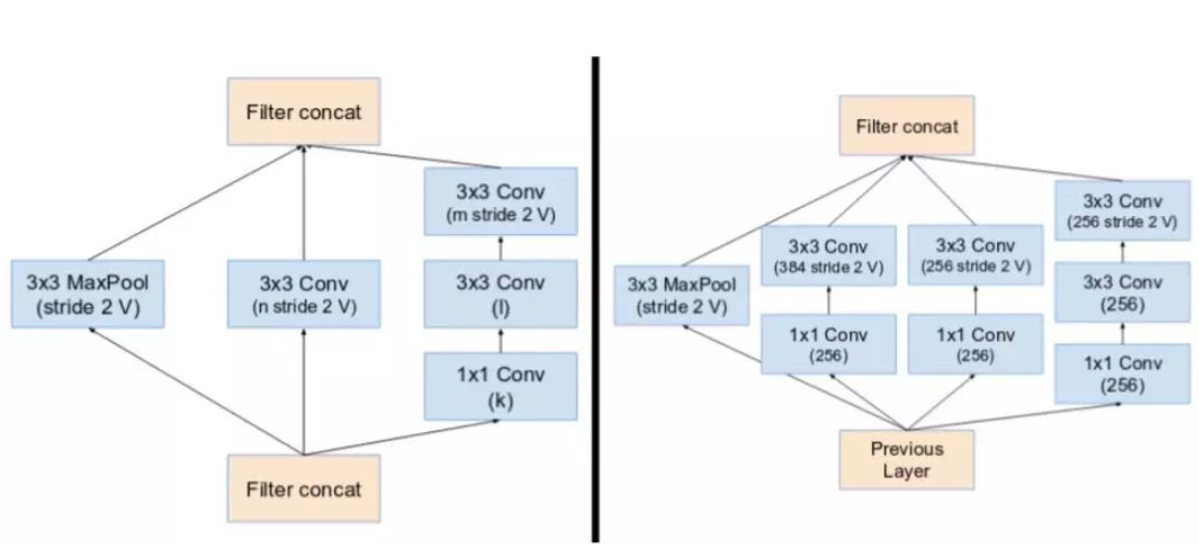 Filter concat
3x3 Conv
(m stride 2 V)
3x3 MaxPool
(stride 2 V)
3x3 Conv
(n stride 2 V)
3x3 Conv
(l)
1x1 Conv
(k)
Filter concat
Filter concat
3x3 Conv
(256 stride 2 V)
3x3 Conv
(384 stride 2 V)
3x3 Conv
(256 stride 2 V)
3x3 MaxPool
(stride 2 V)
3x3 Conv
(256)
1x1 Conv
(256)
1x1 Conv
(256)
1x1 Conv
(256)
Previous
Layer